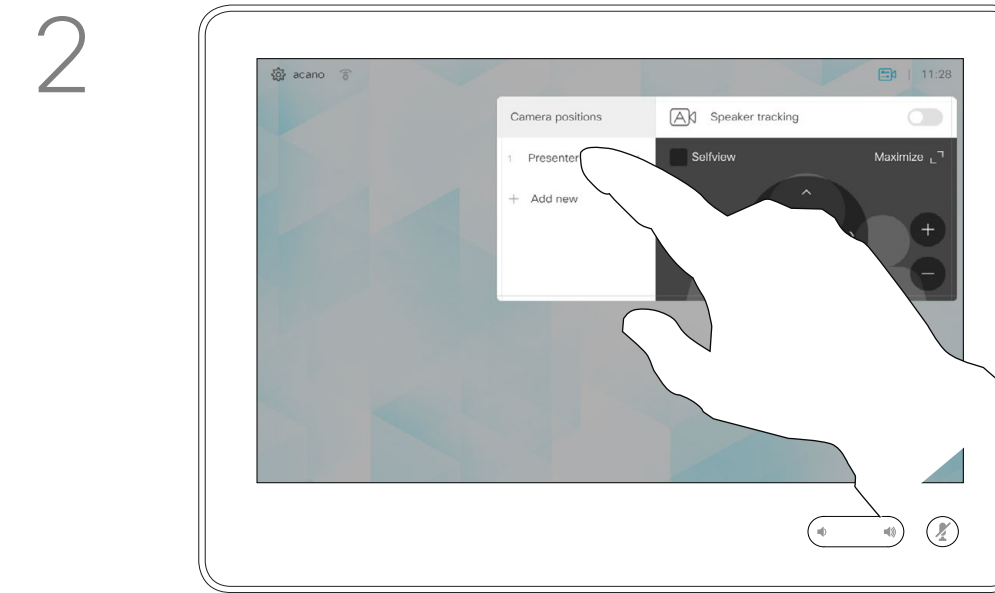 2
acano
11:28
Camera positions
Speaker tracking
1 Presenter
Selfview
Maximize
+ Add new